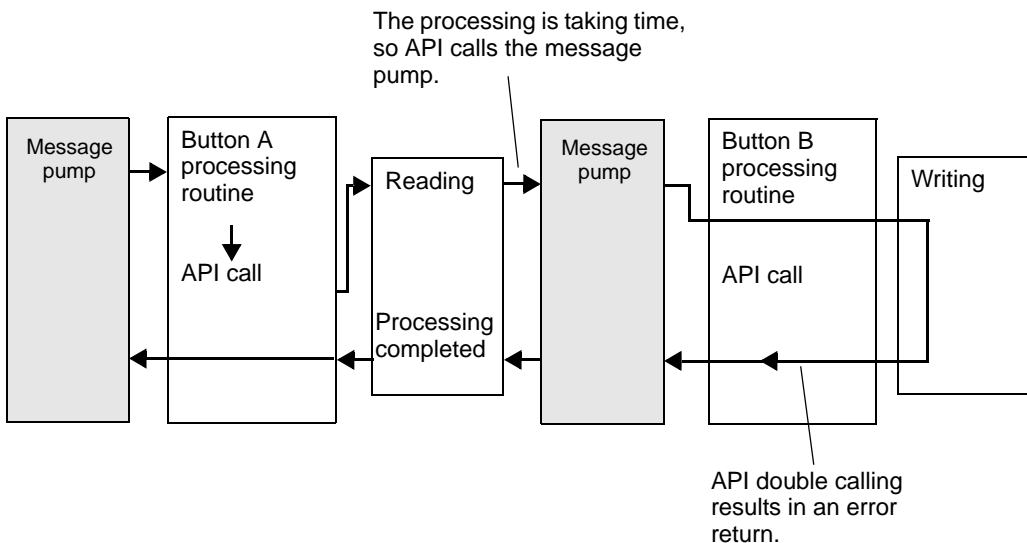 The processing is taking time,
so API calls the message
pump.
Message
pump
Button A
processing
routine
API call
Reading
Processing
completed
Message
pump
Button B
processing
routine
API call
Writing
API double calling
results in an error
return.